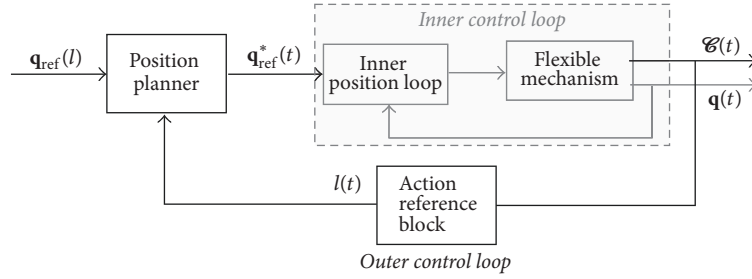 Inner control loop
q_ref(l)
Position
planner
q*_ref(t)
Inner
position loop
Flexible
mechanism
𝒞(t)
q(t)
l(t)
Action
reference
block
Outer control loop